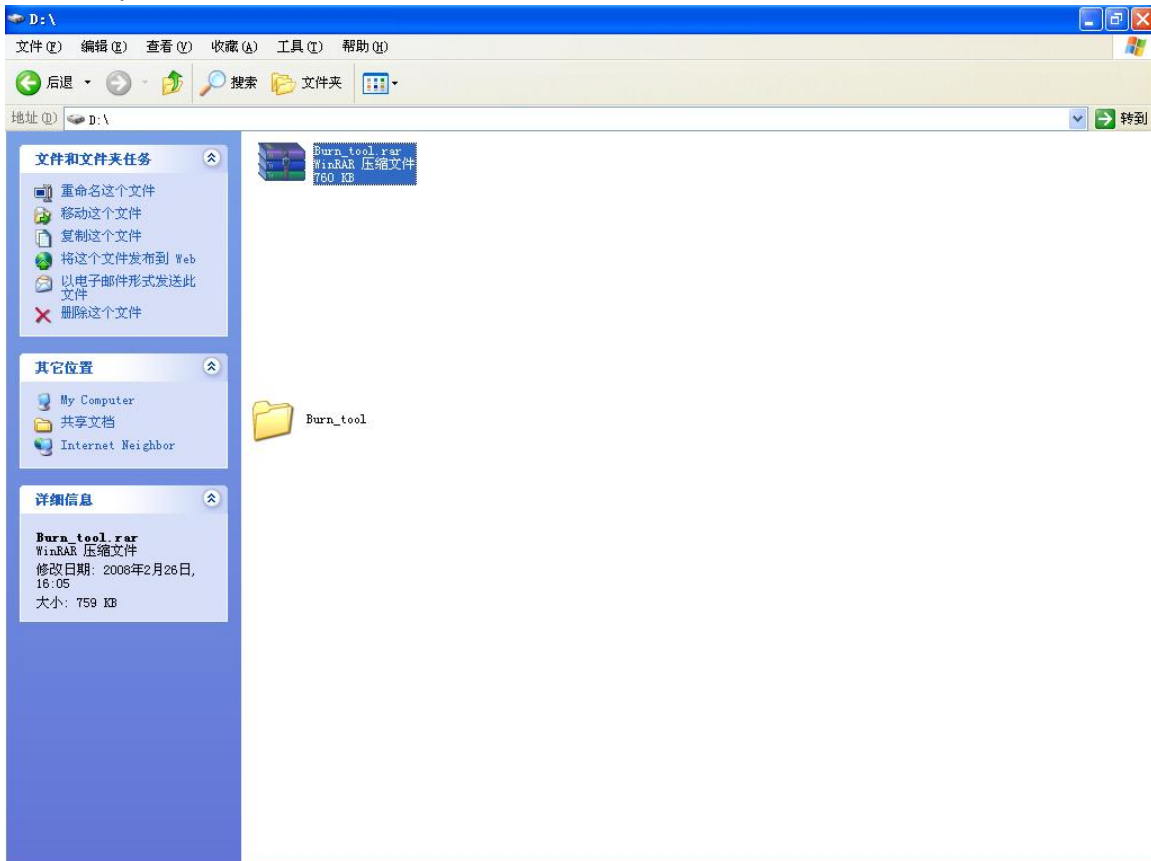 D:\
文件(F) 编辑(E) 查看(V) 收藏(A) 工具(T) 帮助(H)
后退 搜索 文件夹
地址(D) D:\ 转到
文件和文件夹任务
重命名这个文件
移动这个文件
复制这个文件
将这个文件发布到 Web
以电子邮件形式发送此
文件
删除这个文件
其它位置
My Computer
共享文档
Internet Neighbor
详细信息
Burn_tool.rar
WinRAR 压缩文件
修改日期: 2008年2月26日,
16:05
大小: 759 KB
Burn_tool.rar
WinRAR 压缩文件
760 KB
Burn_tool